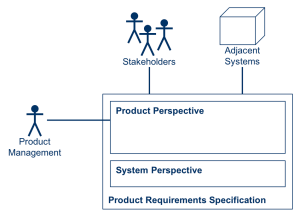 Stakeholders
Adjacent
Systems
Product
Management
Product Perspective
System Perspective
Product Requirements Specification